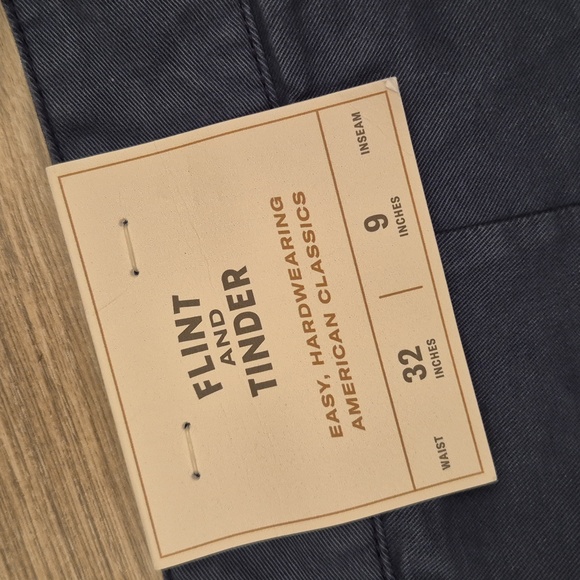 FLINT
AND
TINDER
EASY, HARDWEARING
AMERICAN CLASSICS
WAIST 32 INCHES | 9 INCHES INSEAM